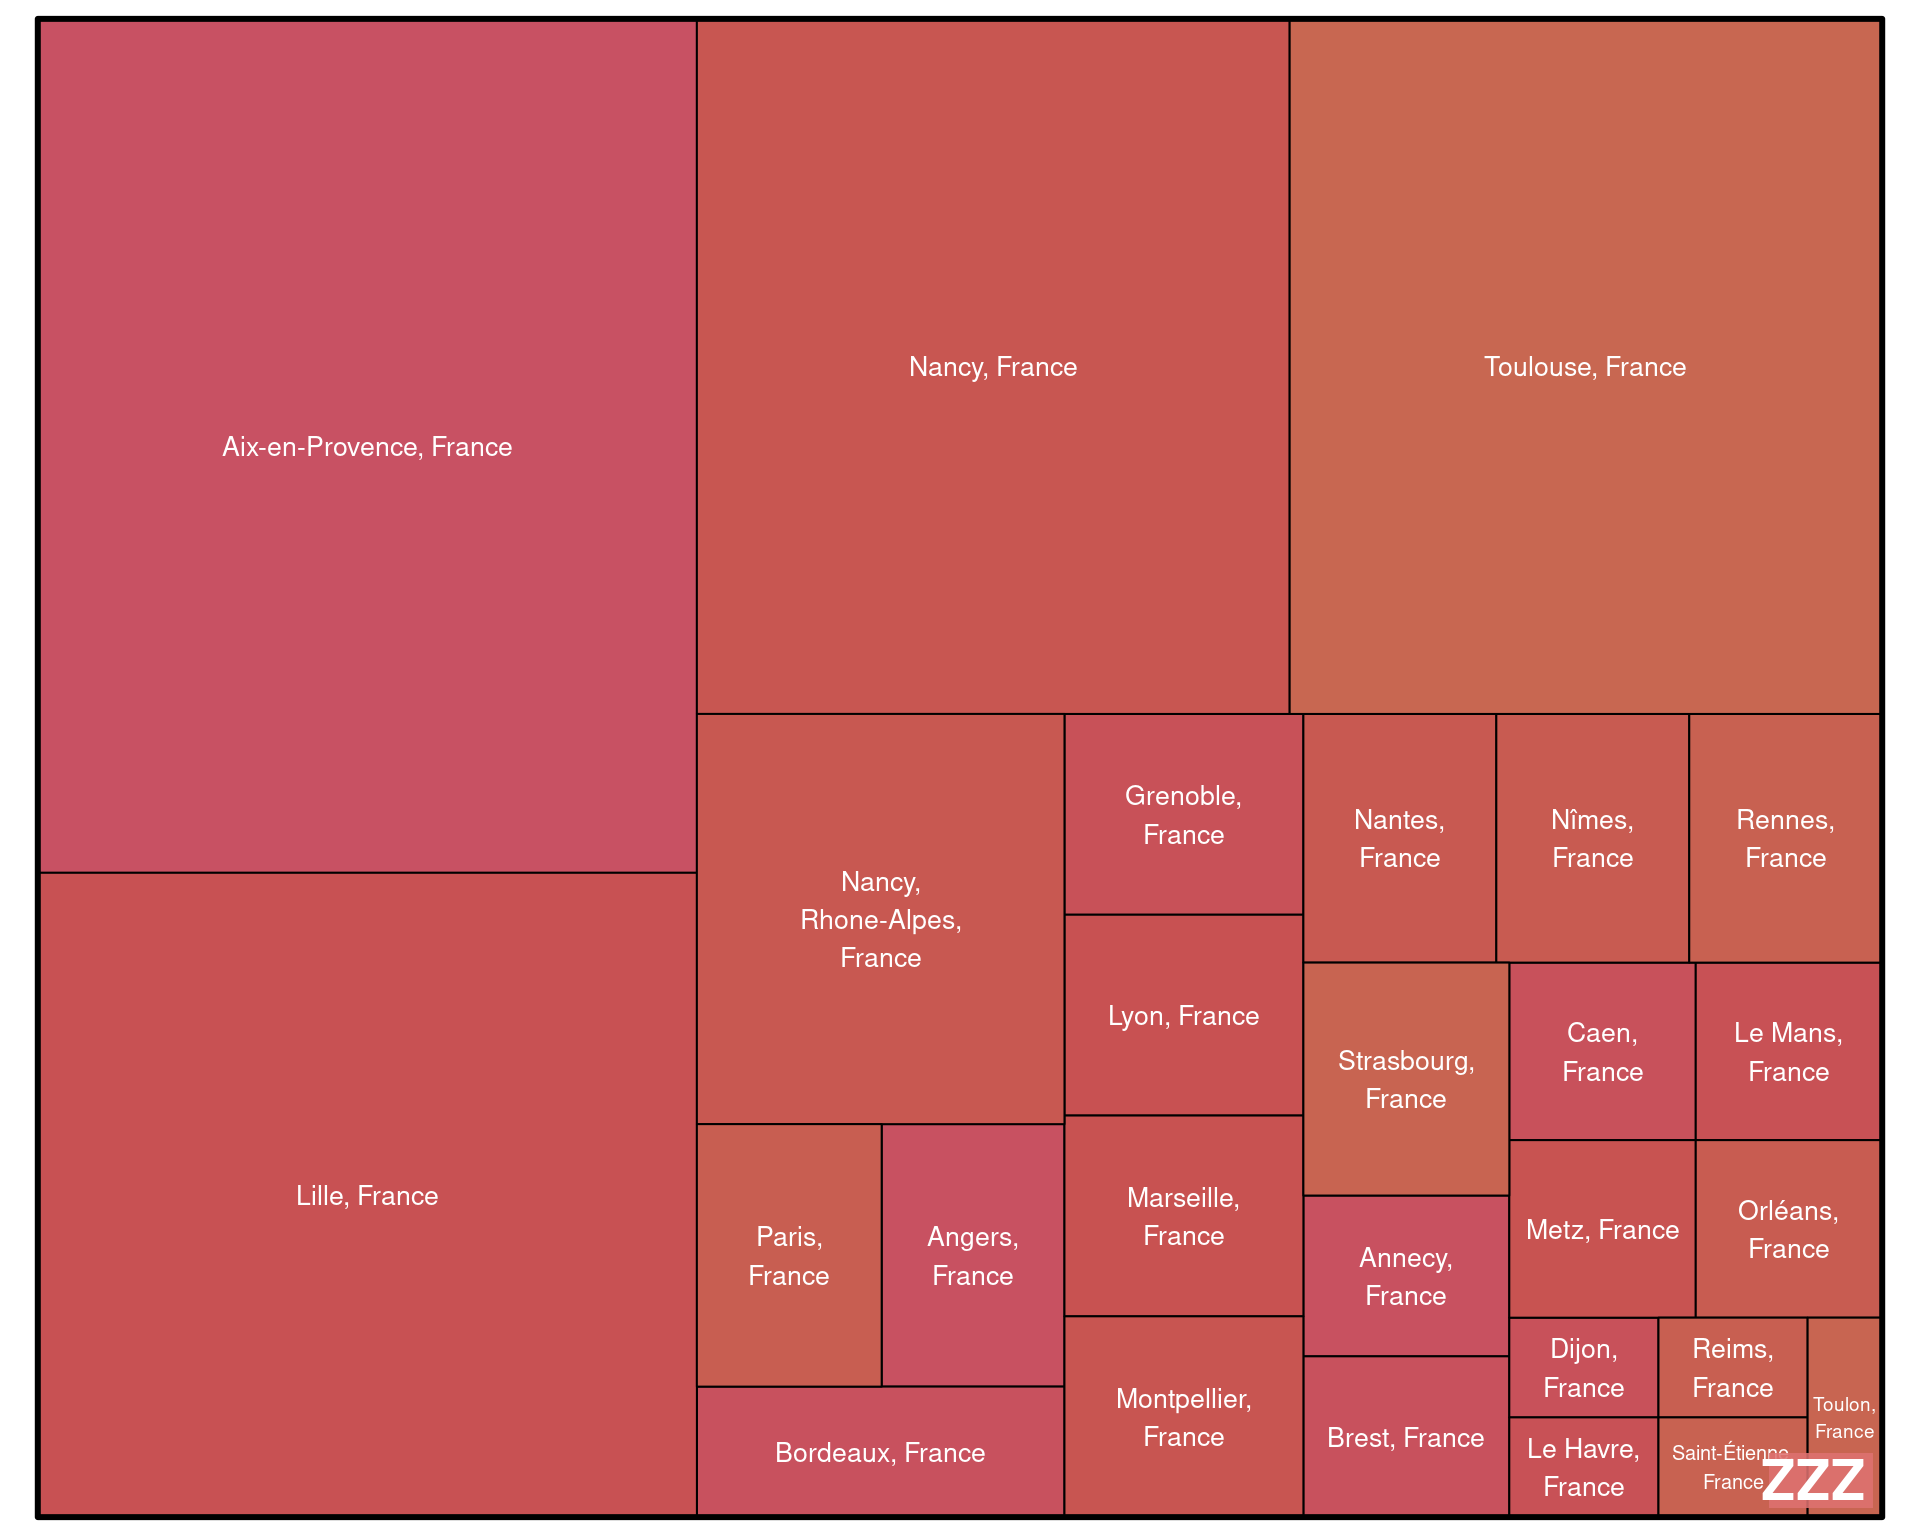 Aix-en-Provence, France
Nancy, France
Toulouse, France
Lille, France
Nancy,
Rhone-Alpes,
France
Grenoble,
France
Nantes,
France
Nîmes,
France
Rennes,
France
Lyon, France
Strasbourg,
France
Caen,
France
Le Mans,
France
Paris,
France
Angers,
France
Marseille,
France
Annecy,
France
Metz, France
Orléans,
France
Bordeaux, France
Montpellier,
France
Brest, France
Dijon,
France
Reims,
France
Toulon,
France
Le Havre,
France
Saint-Étienne,
France
ZZZ